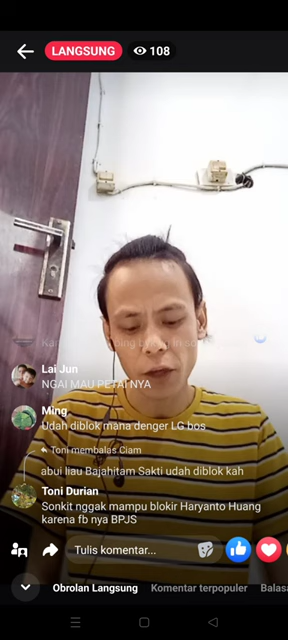 LANGSUNG
108
Lai Jun
NGAI MAU PETAI NYA
Ming
Udah diblok mana denger LG bos
Toni membalas Ciam
abui liau Bajahitam Sakti udah diblok kah
Toni Durian
Sonkit nggak mampu blokir Haryanto Huang
karena fb nya BPJS
Tulis komentar...
Obrolan Langsung
Komentar terpopuler
Balas